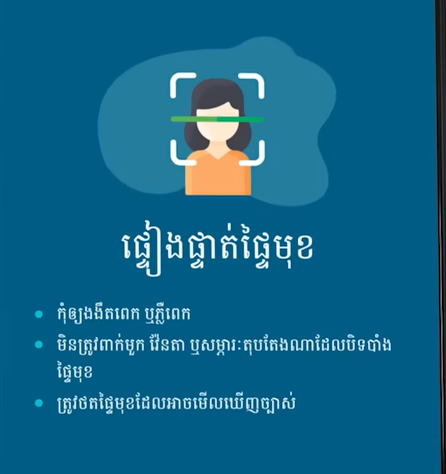 ផ្ទៀងផ្ទាត់ផ្ទៃមុខ
កុំឲ្យងងឹតពេក ឬភ្លឺពេក
មិនត្រូវពាក់មួក វ៉ែនតា ឬសម្ភារៈតុបតែងណាដែលបិទបាំង
ផ្ទៃមុខ
ត្រូវថតផ្ទៃមុខដែលអាចមើលឃើញច្បាស់